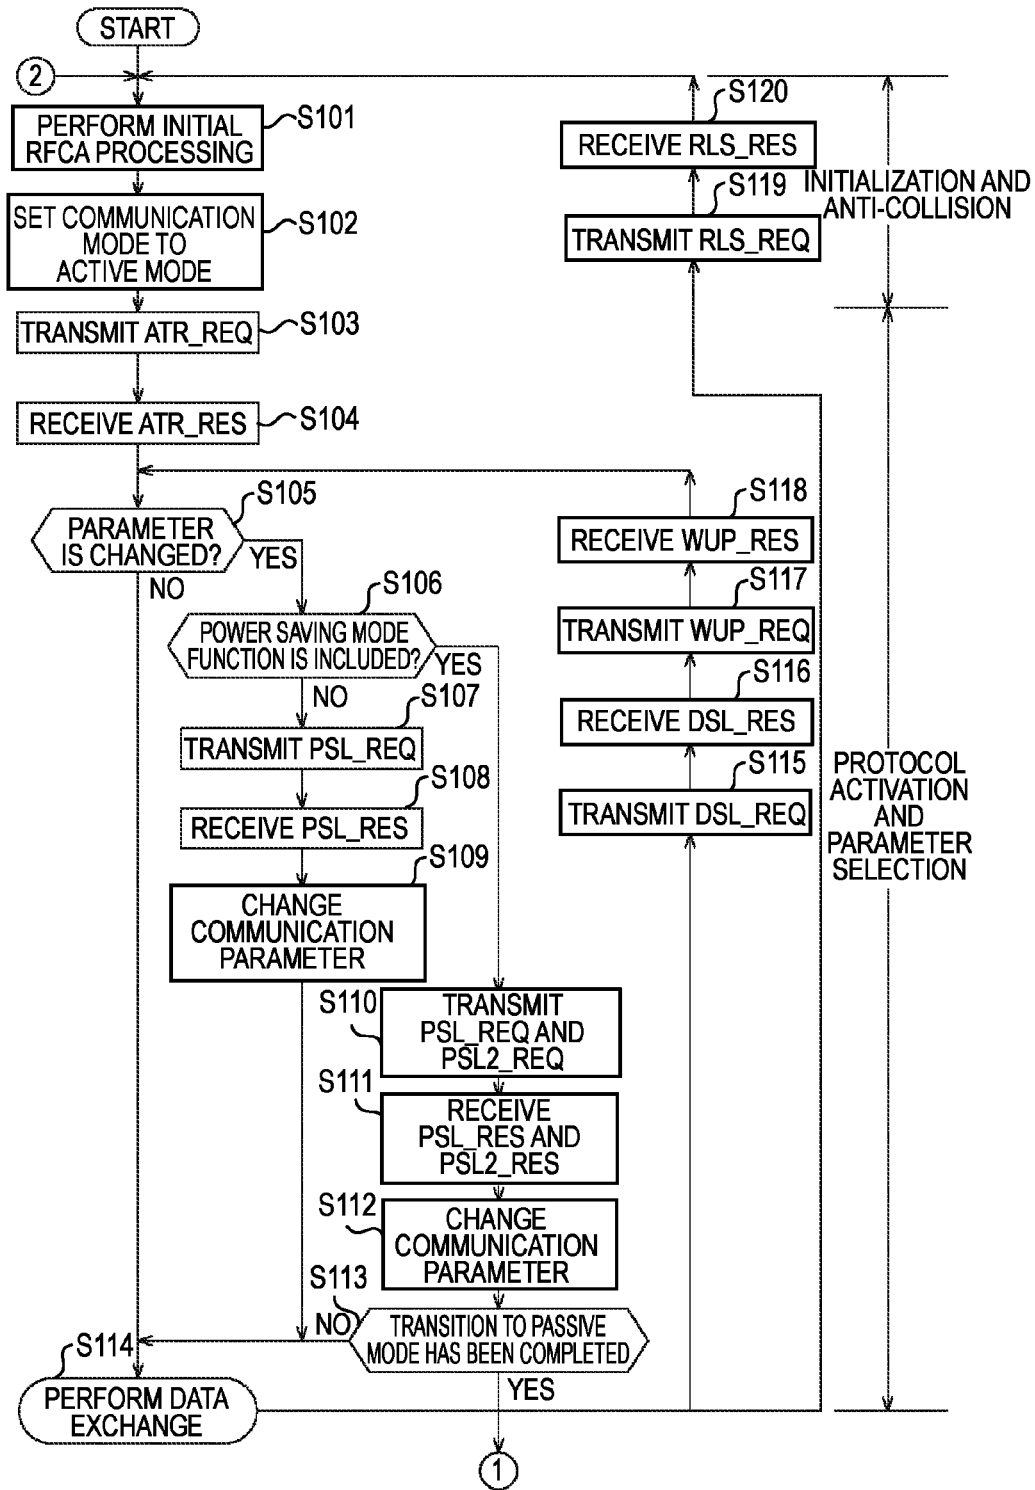 START
2
PERFORM INITIAL
RFCA PROCESSING
S101
SET COMMUNICATION
MODE TO
ACTIVE MODE
S102
TRANSMIT ATR_REQ
S103
RECEIVE ATR_RES
S104
PARAMETER
IS CHANGED?
S105
YES
NO
POWER SAVING MODE
FUNCTION IS INCLUDED?
S106
YES
NO
TRANSMIT PSL_REQ
S107
RECEIVE PSL_RES
S108
CHANGE
COMMUNICATION
PARAMETER
S109
S110
TRANSMIT
PSL_REQ AND
PSL2_REQ
S111
RECEIVE
PSL_RES AND
PSL2_RES
S112
CHANGE
COMMUNICATION
PARAMETER
S113
NO
TRANSITION TO PASSIVE
MODE HAS BEEN COMPLETED
YES
1
S114
PERFORM DATA
EXCHANGE
S120
RECEIVE RLS_RES
S119
TRANSMIT RLS_REQ
S118
RECEIVE WUP_RES
S117
TRANSMIT WUP_REQ
S116
RECEIVE DSL_RES
S115
TRANSMIT DSL_REQ
INITIALIZATION AND
ANTI-COLLISION
PROTOCOL
ACTIVATION
AND
PARAMETER
SELECTION